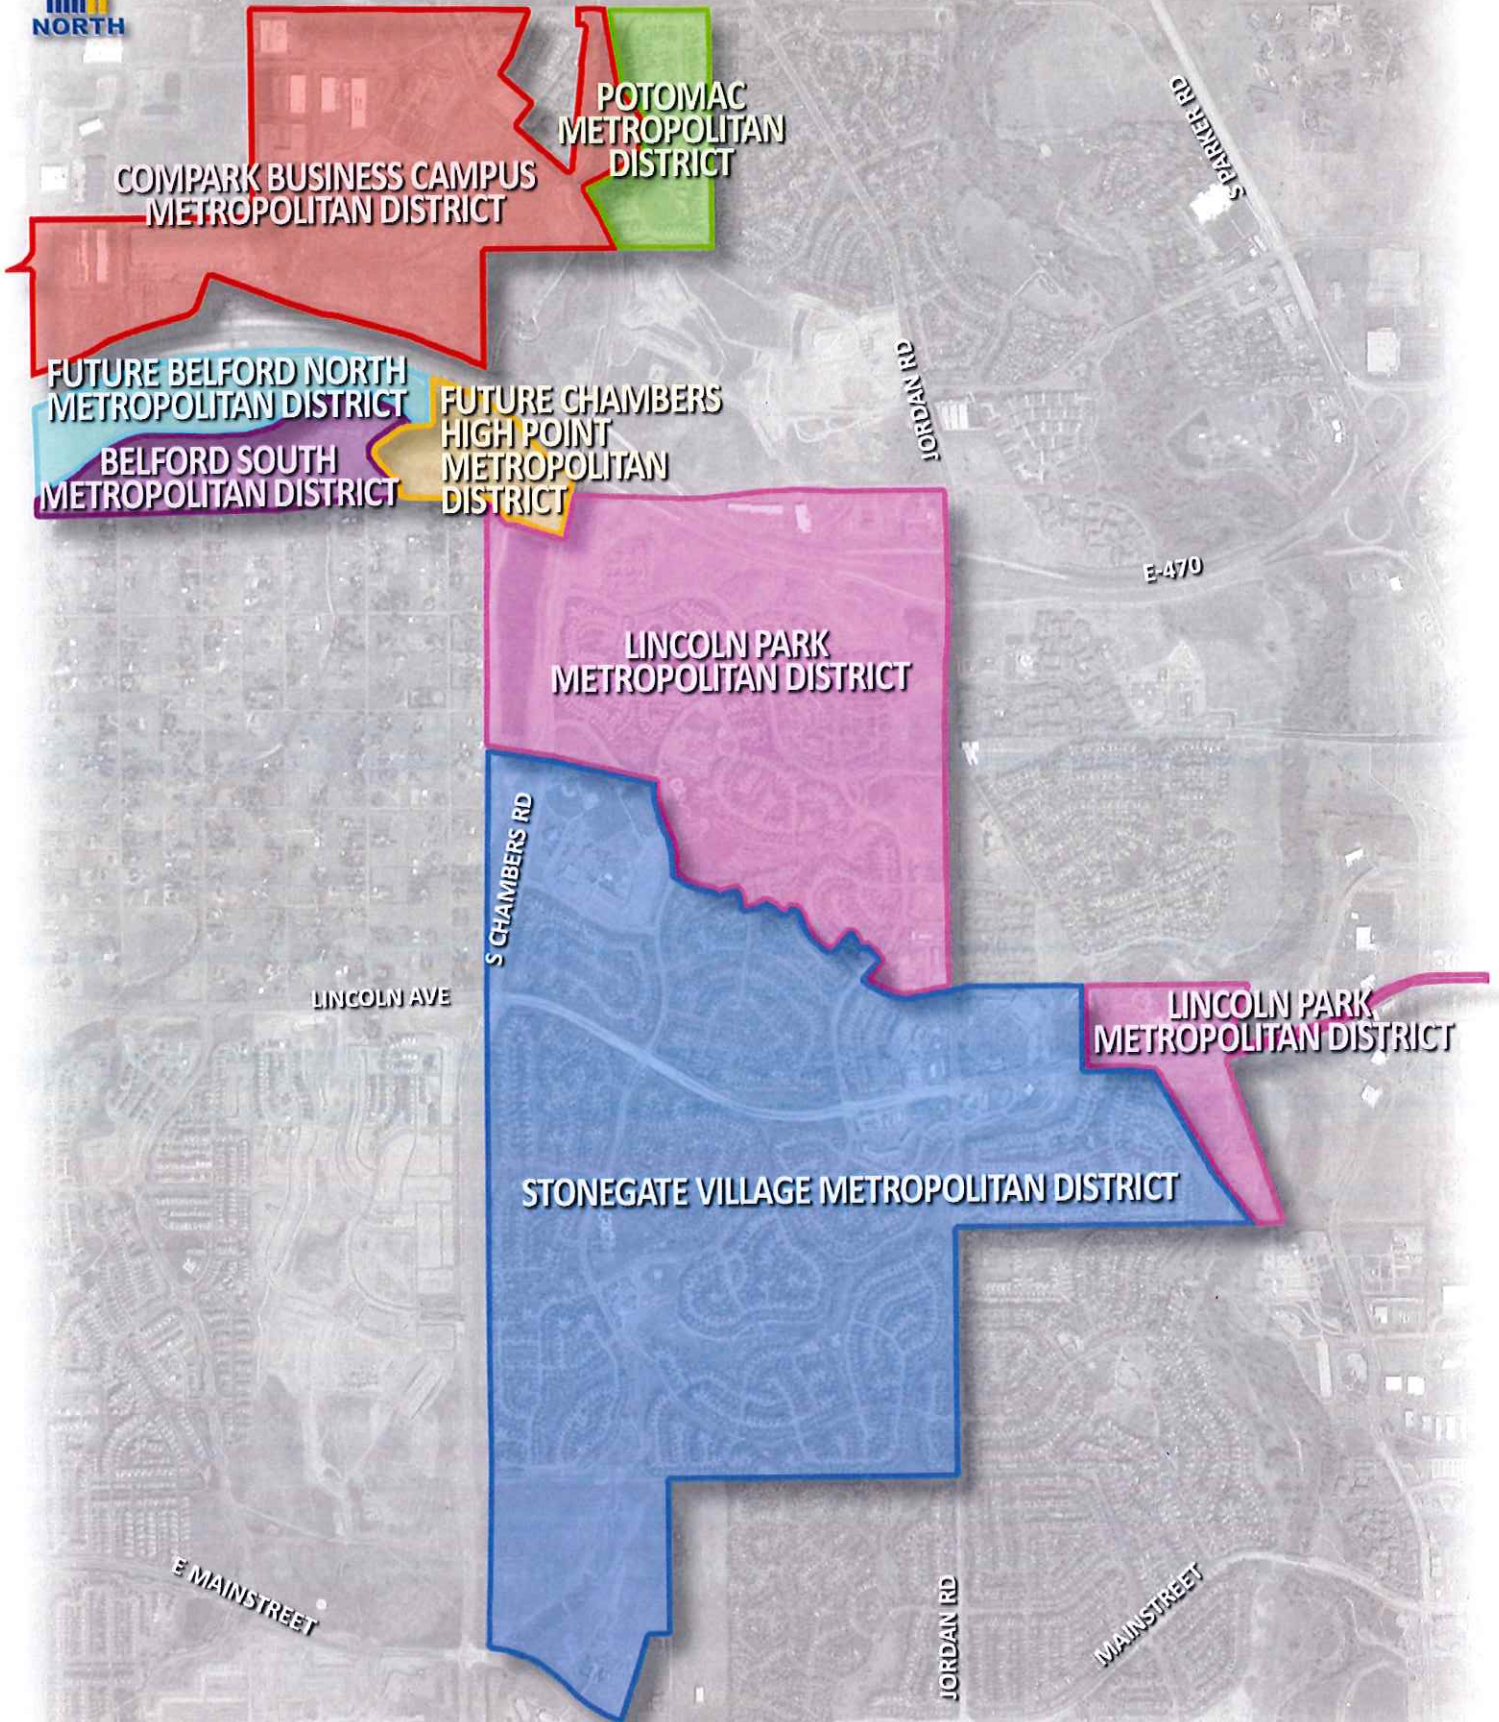 NORTH
POTOMAC
METROPOLITAN
DISTRICT
S PARKER RD
COMPARK BUSINESS CAMPUS
METROPOLITAN DISTRICT
JORDAN RD
FUTURE BELFORD NORTH
METROPOLITAN DISTRICT
FUTURE CHAMBERS
HIGH POINT
METROPOLITAN
DISTRICT
BELFORD SOUTH
METROPOLITAN DISTRICT
E-470
LINCOLN PARK
METROPOLITAN DISTRICT
S CHAMBERS RD
LINCOLN AVE
LINCOLN PARK
METROPOLITAN DISTRICT
STONEGATE VILLAGE METROPOLITAN DISTRICT
E MAINSTREET
JORDAN RD
MAINSTREET